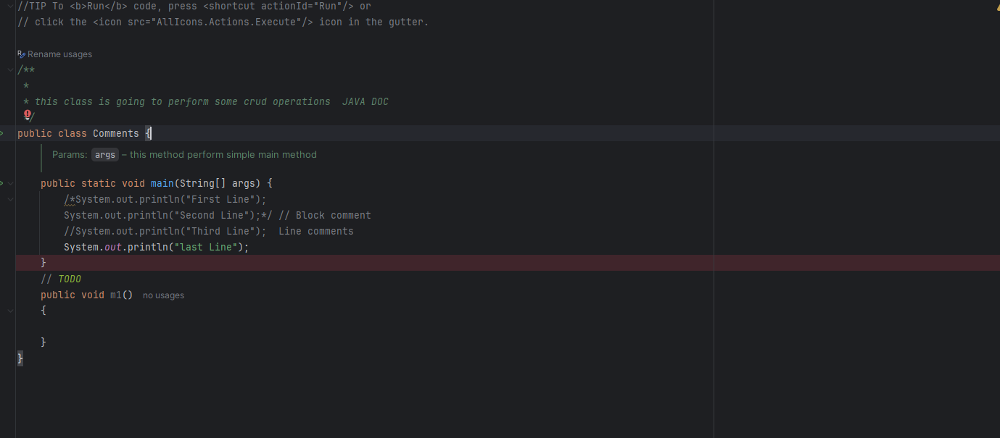 //TIP To <b>Run</b> code, press <shortcut actionId="Run"/> or
// click the <icon src="AllIcons.Actions.Execute"/> icon in the gutter.
Rename usages
/**
*
* this class is going to perform some crud operations  JAVA DOC
*/
public class Comments {
Params: args – this method perform simple main method
public static void main(String[] args) {
/*System.out.println("First Line");
System.out.println("Second Line");*/ // Block comment
//System.out.println("Third Line");  Line comments
System.out.println("last Line");
}
// TODO
public void m1() no usages
{
}
}